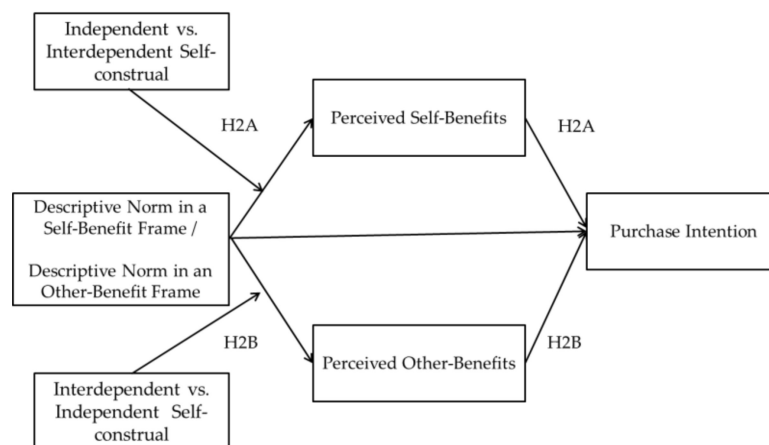 Independent vs.
Interdependent Self-
construal
H2A
Perceived Self-Benefits
H2A
Descriptive Norm in a
Self-Benefit Frame /
Descriptive Norm in an
Other-Benefit Frame
Purchase Intention
H2B
Perceived Other-Benefits
H2B
Interdependent vs.
Independent Self-
construal